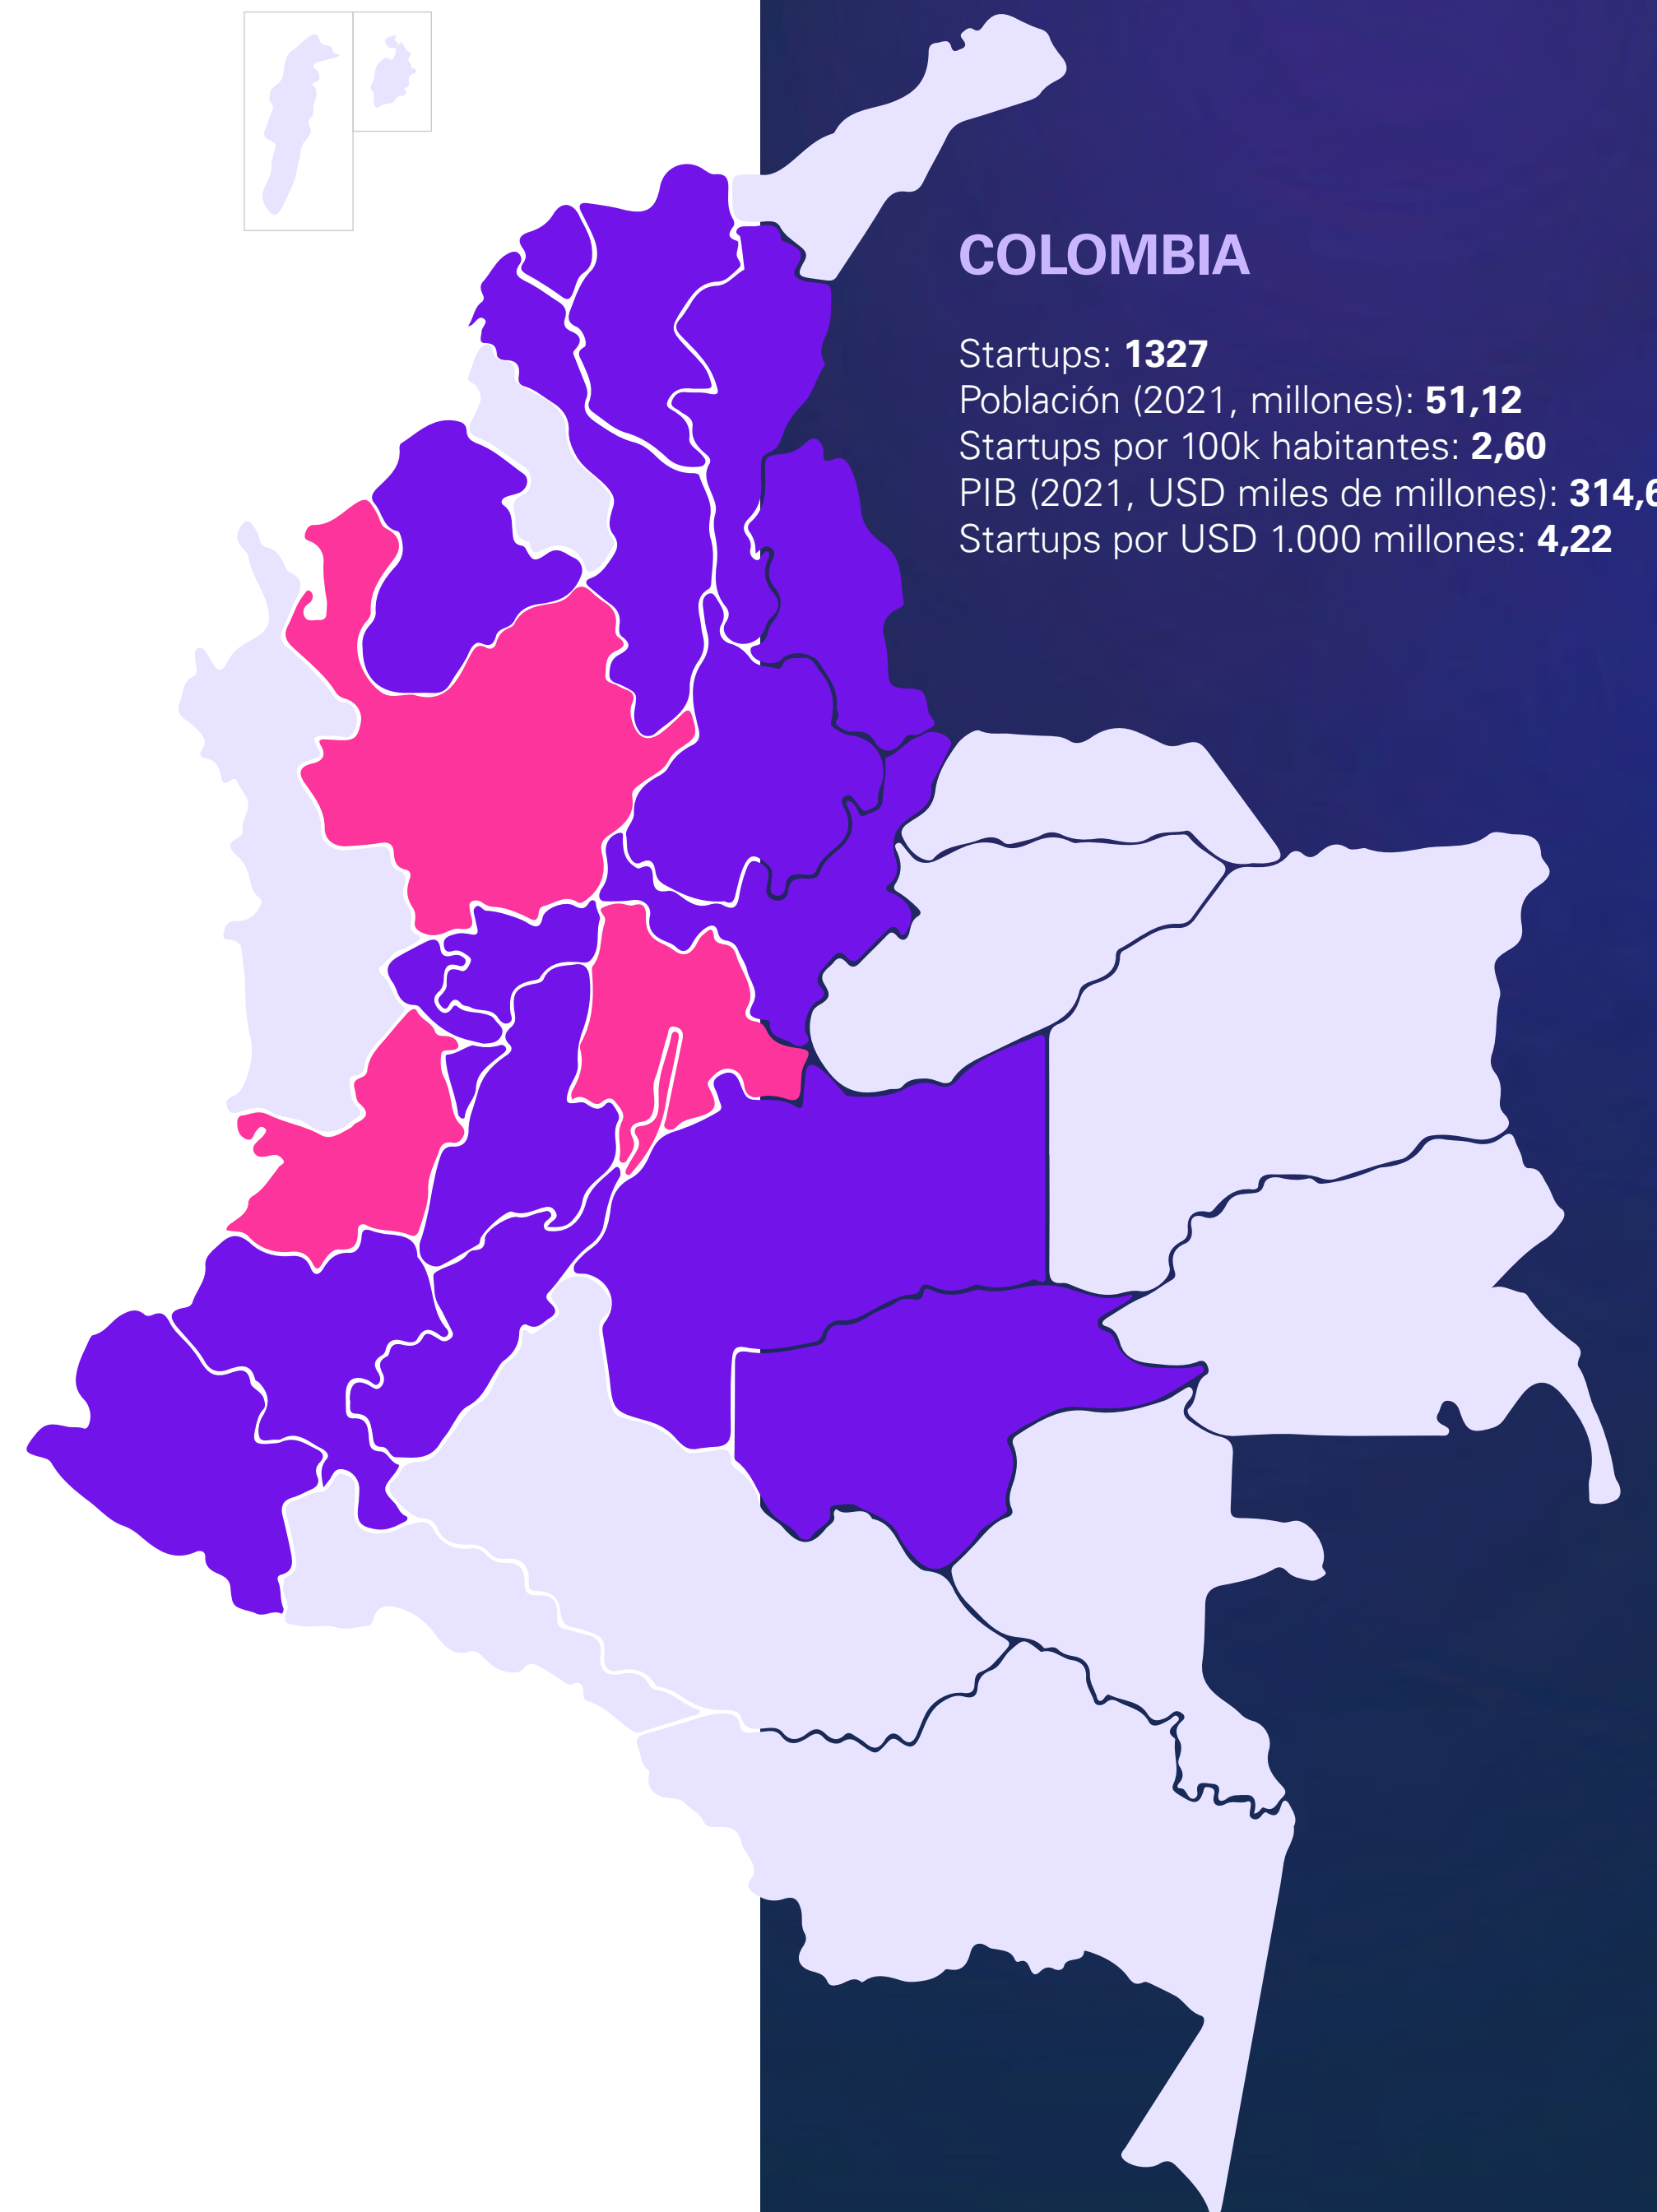 COLOMBIA
Startups: 1327
Población (2021, millones): 51,12
Startups por 100k habitantes: 2,60
PIB (2021, USD miles de millones):
Startups por USD 1.000 millones: 4,22